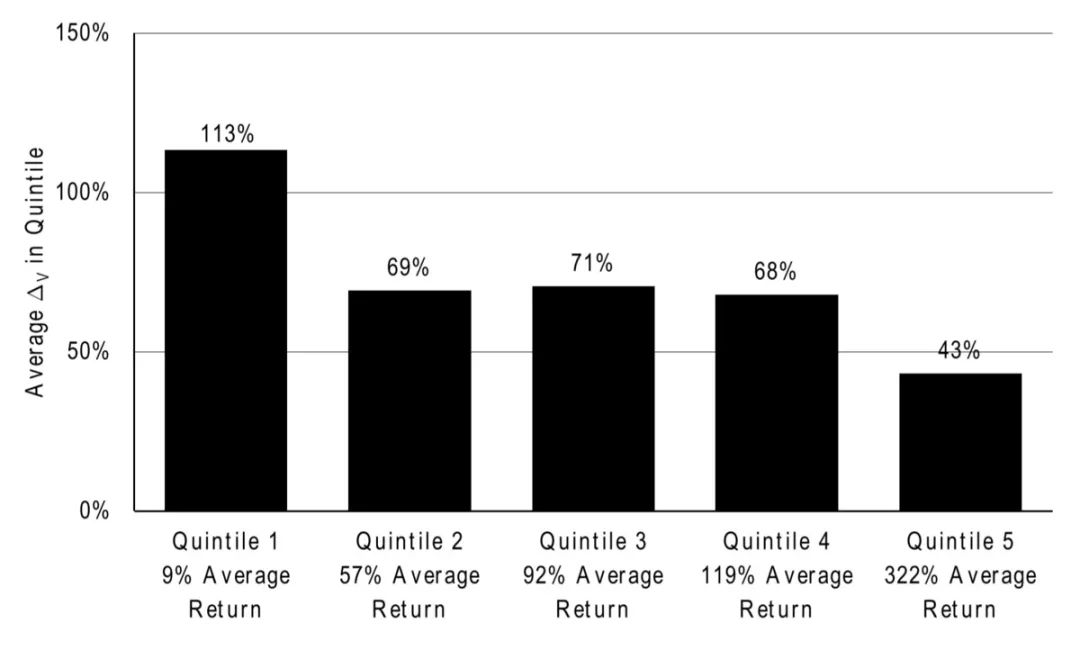 150%
113%
100%
69%
71%
68%
50%
43%
0%
Average Δv in Quintile
Quintile 1
9% Average
Return
Quintile 2
57% Average
Return
Quintile 3
92% Average
Return
Quintile 4
119% Average
Return
Quintile 5
322% Average
Return